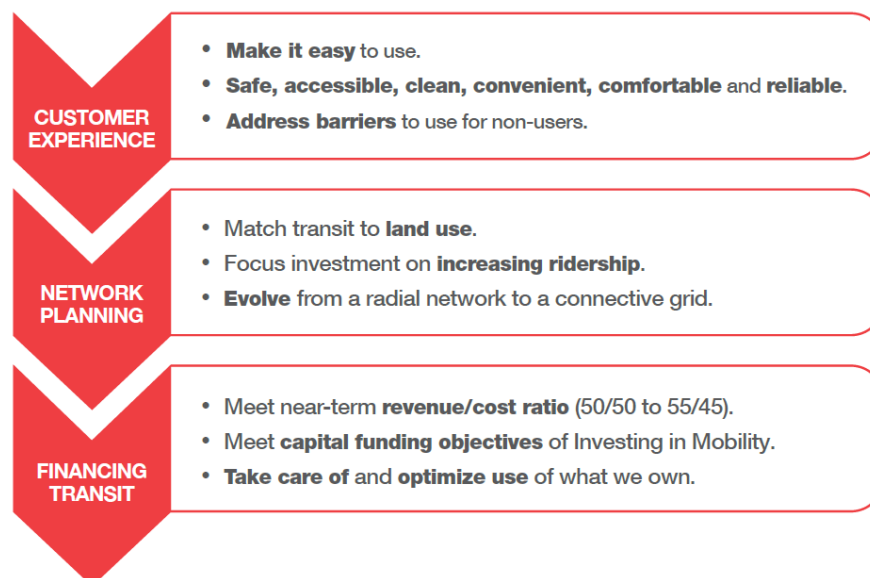 CUSTOMER
EXPERIENCE
• Make it easy to use.
• Safe, accessible, clean, convenient, comfortable and reliable.
• Address barriers to use for non-users.
NETWORK
PLANNING
• Match transit to land use.
• Focus investment on increasing ridership.
• Evolve from a radial network to a connective grid.
FINANCING
TRANSIT
• Meet near-term revenue/cost ratio (50/50 to 55/45).
• Meet capital funding objectives of Investing in Mobility.
• Take care of and optimize use of what we own.